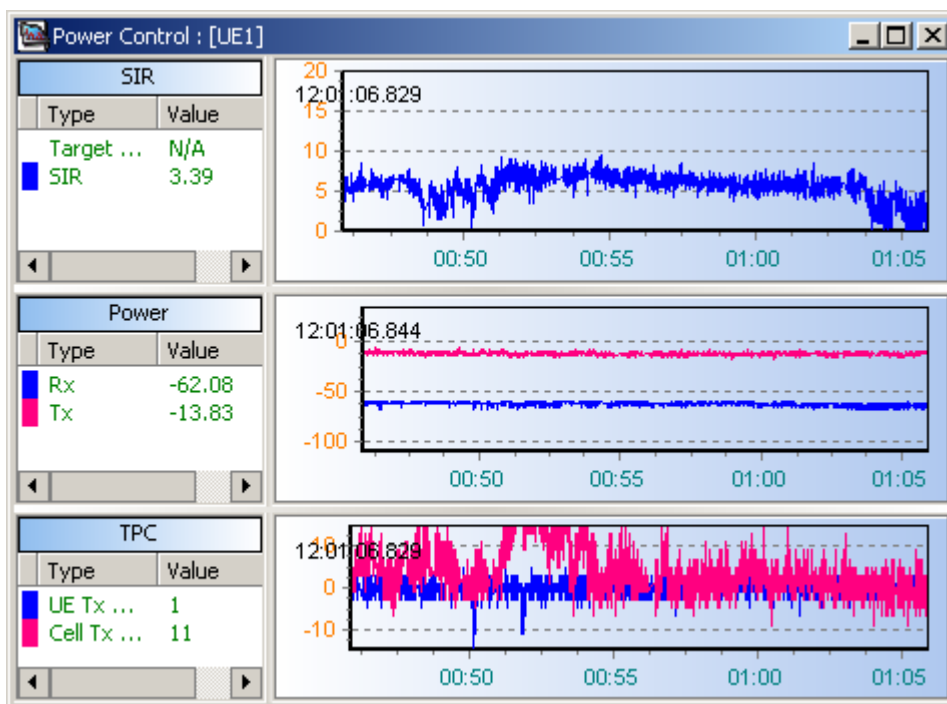 Power Control : [UE1]
SIR
Type Value
Target ... N/A
SIR 3.39
20
12:01:06.829
15
10
5
0
00:50 00:55 01:00 01:05
Power
Type Value
Rx -62.08
Tx -13.83
12:01:06.844
0
-50
-100
00:50 00:55 01:00 01:05
TPC
Type Value
UE Tx ... 1
Cell Tx ... 11
10
12:01:06.829
0
-10
00:50 00:55 01:00 01:05